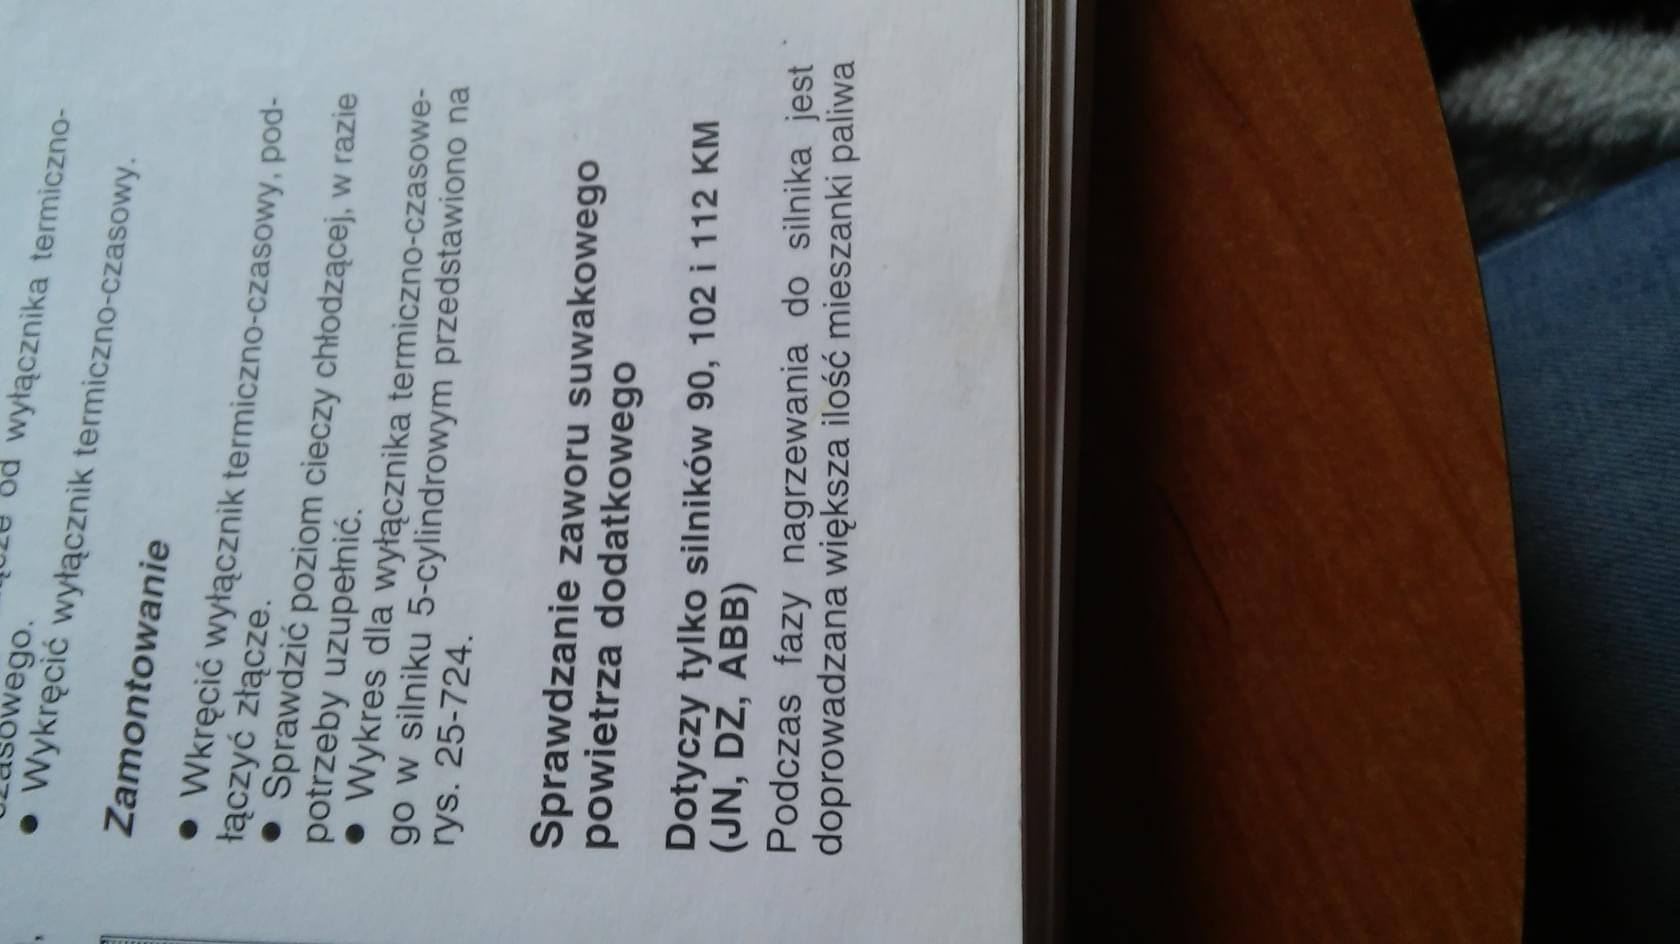 czasowego.
od wyłącznika termiczno-
● Wykręcić wyłącznik termiczno-czasowy.
Zamontowanie
● Wkręcić wyłącznik termiczno-czasowy, pod-
łączyć złącze.
● Sprawdzić poziom cieczy chłodzącej, w razie
potrzeby uzupełnić.
● Wykres dla wyłącznika termiczno-czasowe-
go w silniku 5-cylindrowym przedstawiono na
rys. 25-724.
Sprawdzanie zaworu suwakowego
powietrza dodatkowego
Dotyczy tylko silników 90, 102 i 112 KM
(JN, DZ, ABB)
Podczas fazy nagrzewania do silnika jest
doprowadzana większa ilość mieszanki paliwa